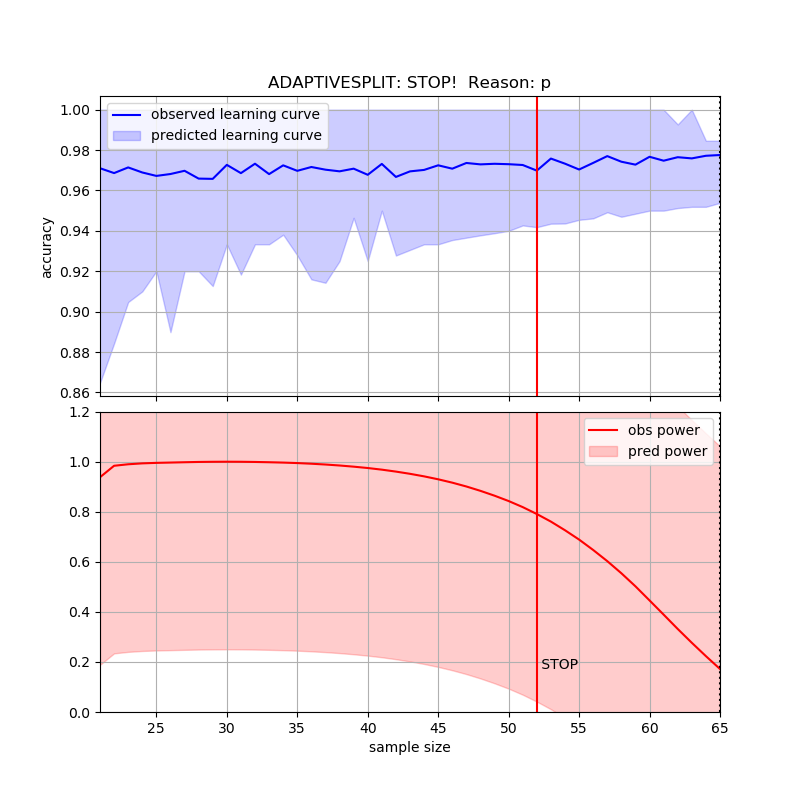 ADAPTIVESPLIT: STOP!  Reason: p
observed learning curve
predicted learning curve
1.00
0.98
0.96
0.94
0.92
0.90
0.88
0.86
accuracy
obs power
pred power
1.2
1.0
0.8
0.6
0.4
0.2
0.0
STOP
25 30 35 40 45 50 55 60 65
sample size